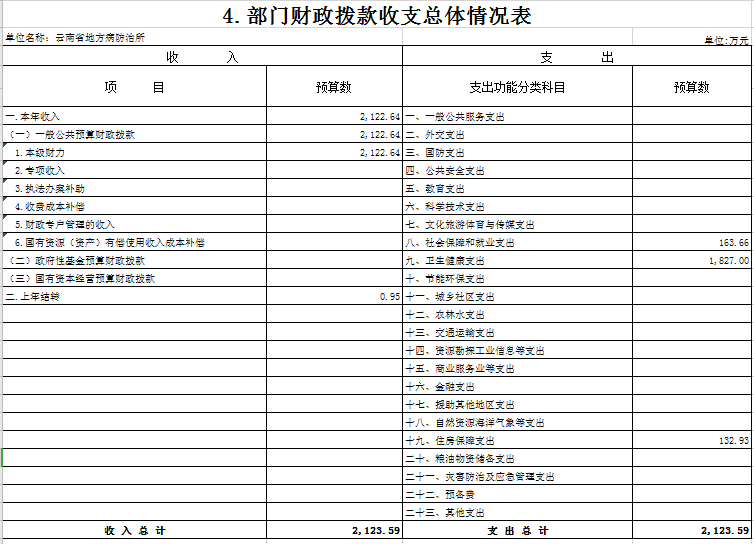 4.部门财政拨款收支总体情况表
单位名称：云南省地方病防治所 单位:万元
收 入 支 出
项 目 预算数 支出功能分类科目 预算数
一.本年收入 2,122.64 一、一般公共服务支出
（一）一般公共预算财政拨款 2,122.64 二、外交支出
1.本级财力 2,122.64 三、国防支出
2.专项收入 四、公共安全支出
3.执法办案补助 五、教育支出
4.收费成本补偿 六、科学技术支出
5.财政专户管理的收入 七、文化旅游体育与传媒支出
6.国有资源（资产）有偿使用收入成本补偿 八、社会保障和就业支出 163.66
（二）政府性基金预算财政拨款 九、卫生健康支出 1,827.00
（三）国有资本经营预算财政拨款 十、节能环保支出
二.上年结转 0.95 十一、城乡社区支出
十二、农林水支出
十三、交通运输支出
十四、资源勘探工业信息等支出
十五、商业服务业等支出
十六、金融支出
十七、援助其他地区支出
十八、自然资源海洋气象等支出
十九、住房保障支出 132.93
二十、粮油物资储备支出
二十一、灾害防治及应急管理支出
二十二、预备费
二十三、其他支出
收 入 总 计 2,123.59 支 出 总 计 2,123.59